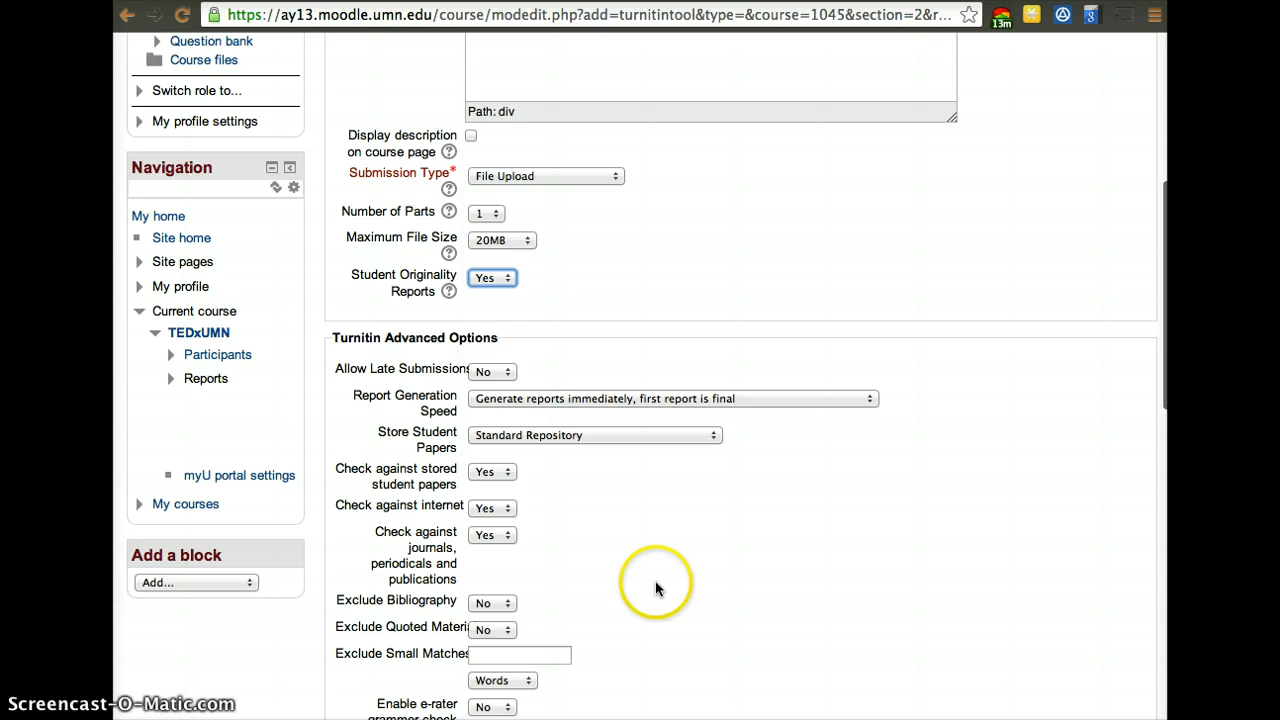 https://ay13.moodle.umn.edu/course/modedit.php?add=turnitintool&type=&course=1045&section=2&r...
13m
Question bank
Course files
Switch role to...
My profile settings
Navigation
My home
Site home
Site pages
My profile
Current course
TEDxUMN
Participants
Reports
myU portal settings
My courses
Add a block
Add...
Path: div
Display description
on course page
Submission Type*
File Upload
Number of Parts
1
Maximum File Size
20MB
Student Originality
Reports
Yes
Turnitin Advanced Options
Allow Late Submissions
No
Report Generation
Speed
Generate reports immediately, first report is final
Store Student
Papers
Standard Repository
Check against stored
student papers
Yes
Check against internet
Yes
Check against
journals,
periodicals and
publications
Yes
Exclude Bibliography
No
Exclude Quoted Materi
No
Exclude Small Matches
Words
Enable e-rater
grammar check
No
Screencast-O-Matic.com